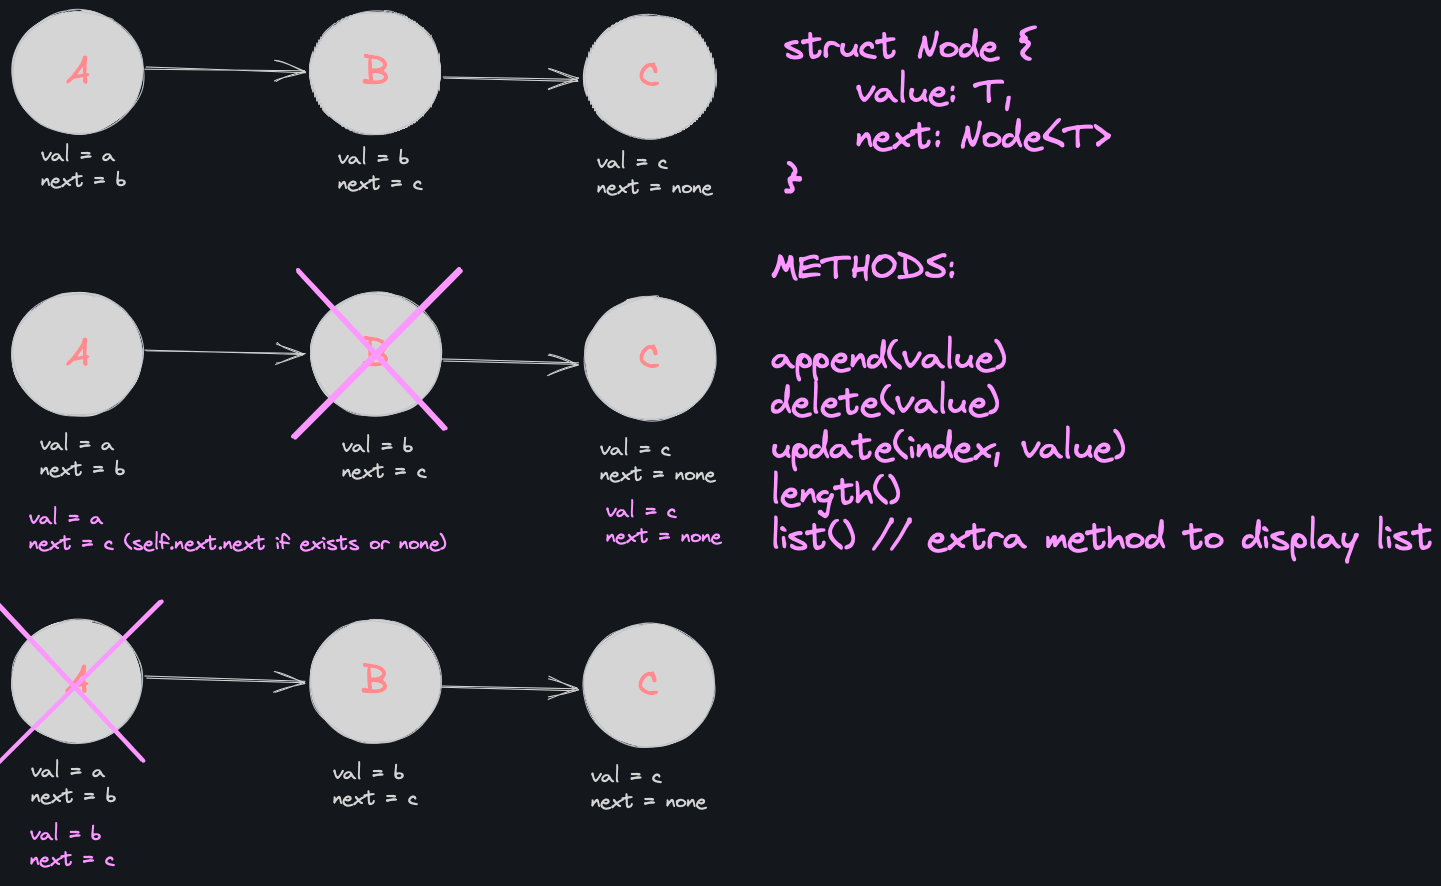 A
B
C
val = a
next = b
val = b
next = c
val = c
next = none
struct Node {
value: T,
next: Node<T>
}
METHODS:
append(value)
delete(value)
update(index, value)
length()
list() // extra method to display list
A
B
C
val = a
next = b
val = b
next = c
val = c
next = none
val = a
next = c (self.next.next if exists or none)
val = c
next = none
A
B
C
val = a
next = b
val = b
next = c
val = c
next = none
val = b
next = c